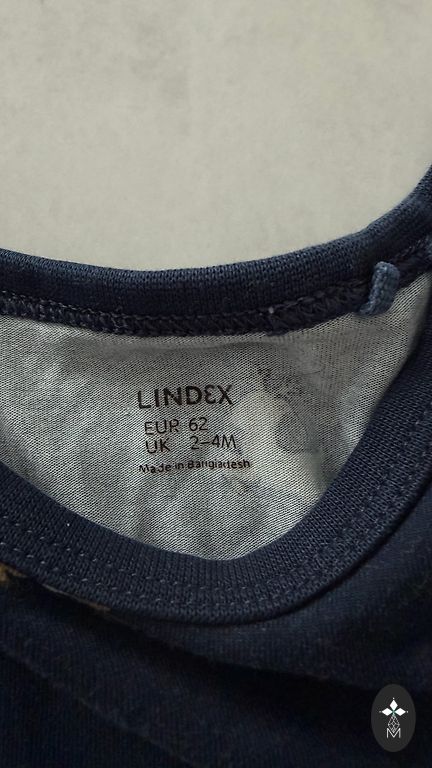 LINDEX
EUR 62
UK 2-4M
Made in Bangladesh